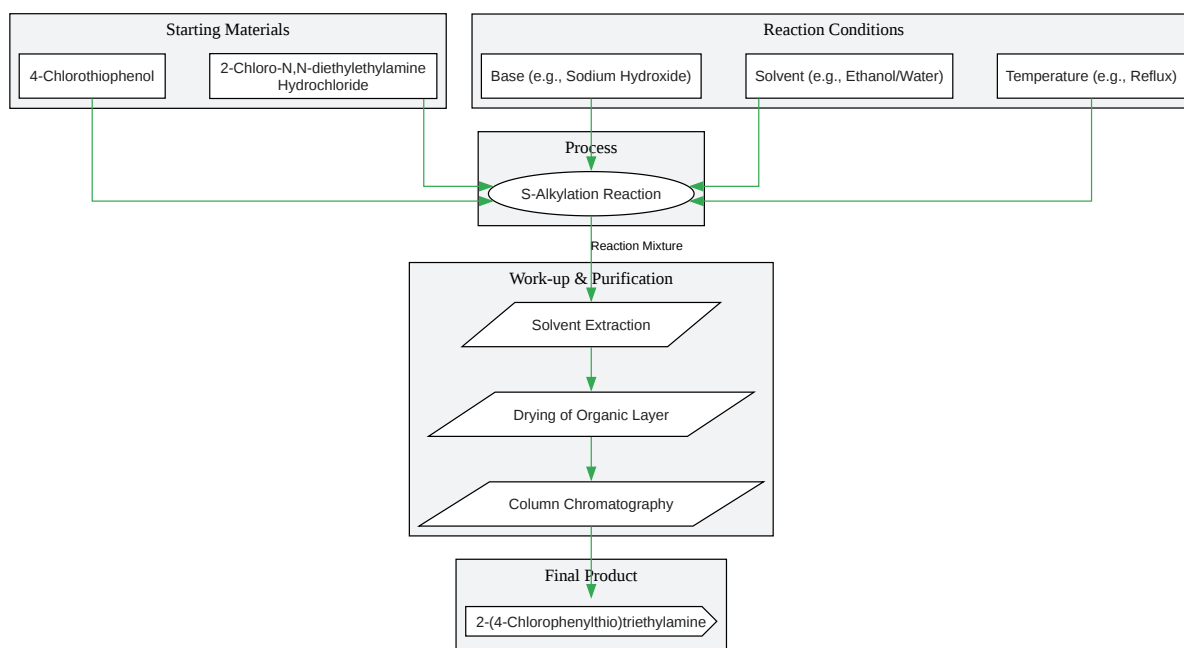 Starting Materials
Reaction Conditions
4-Chlorothiophenol
2-Chloro-N,N-diethylethylamine
Hydrochloride
Base (e.g., Sodium Hydroxide)
Solvent (e.g., Ethanol/Water)
Temperature (e.g., Reflux)
Process
S-Alkylation Reaction
Reaction Mixture
Work-up & Purification
Solvent Extraction
Drying of Organic Layer
Column Chromatography
Final Product
2-(4-Chlorophenylthio)triethylamine